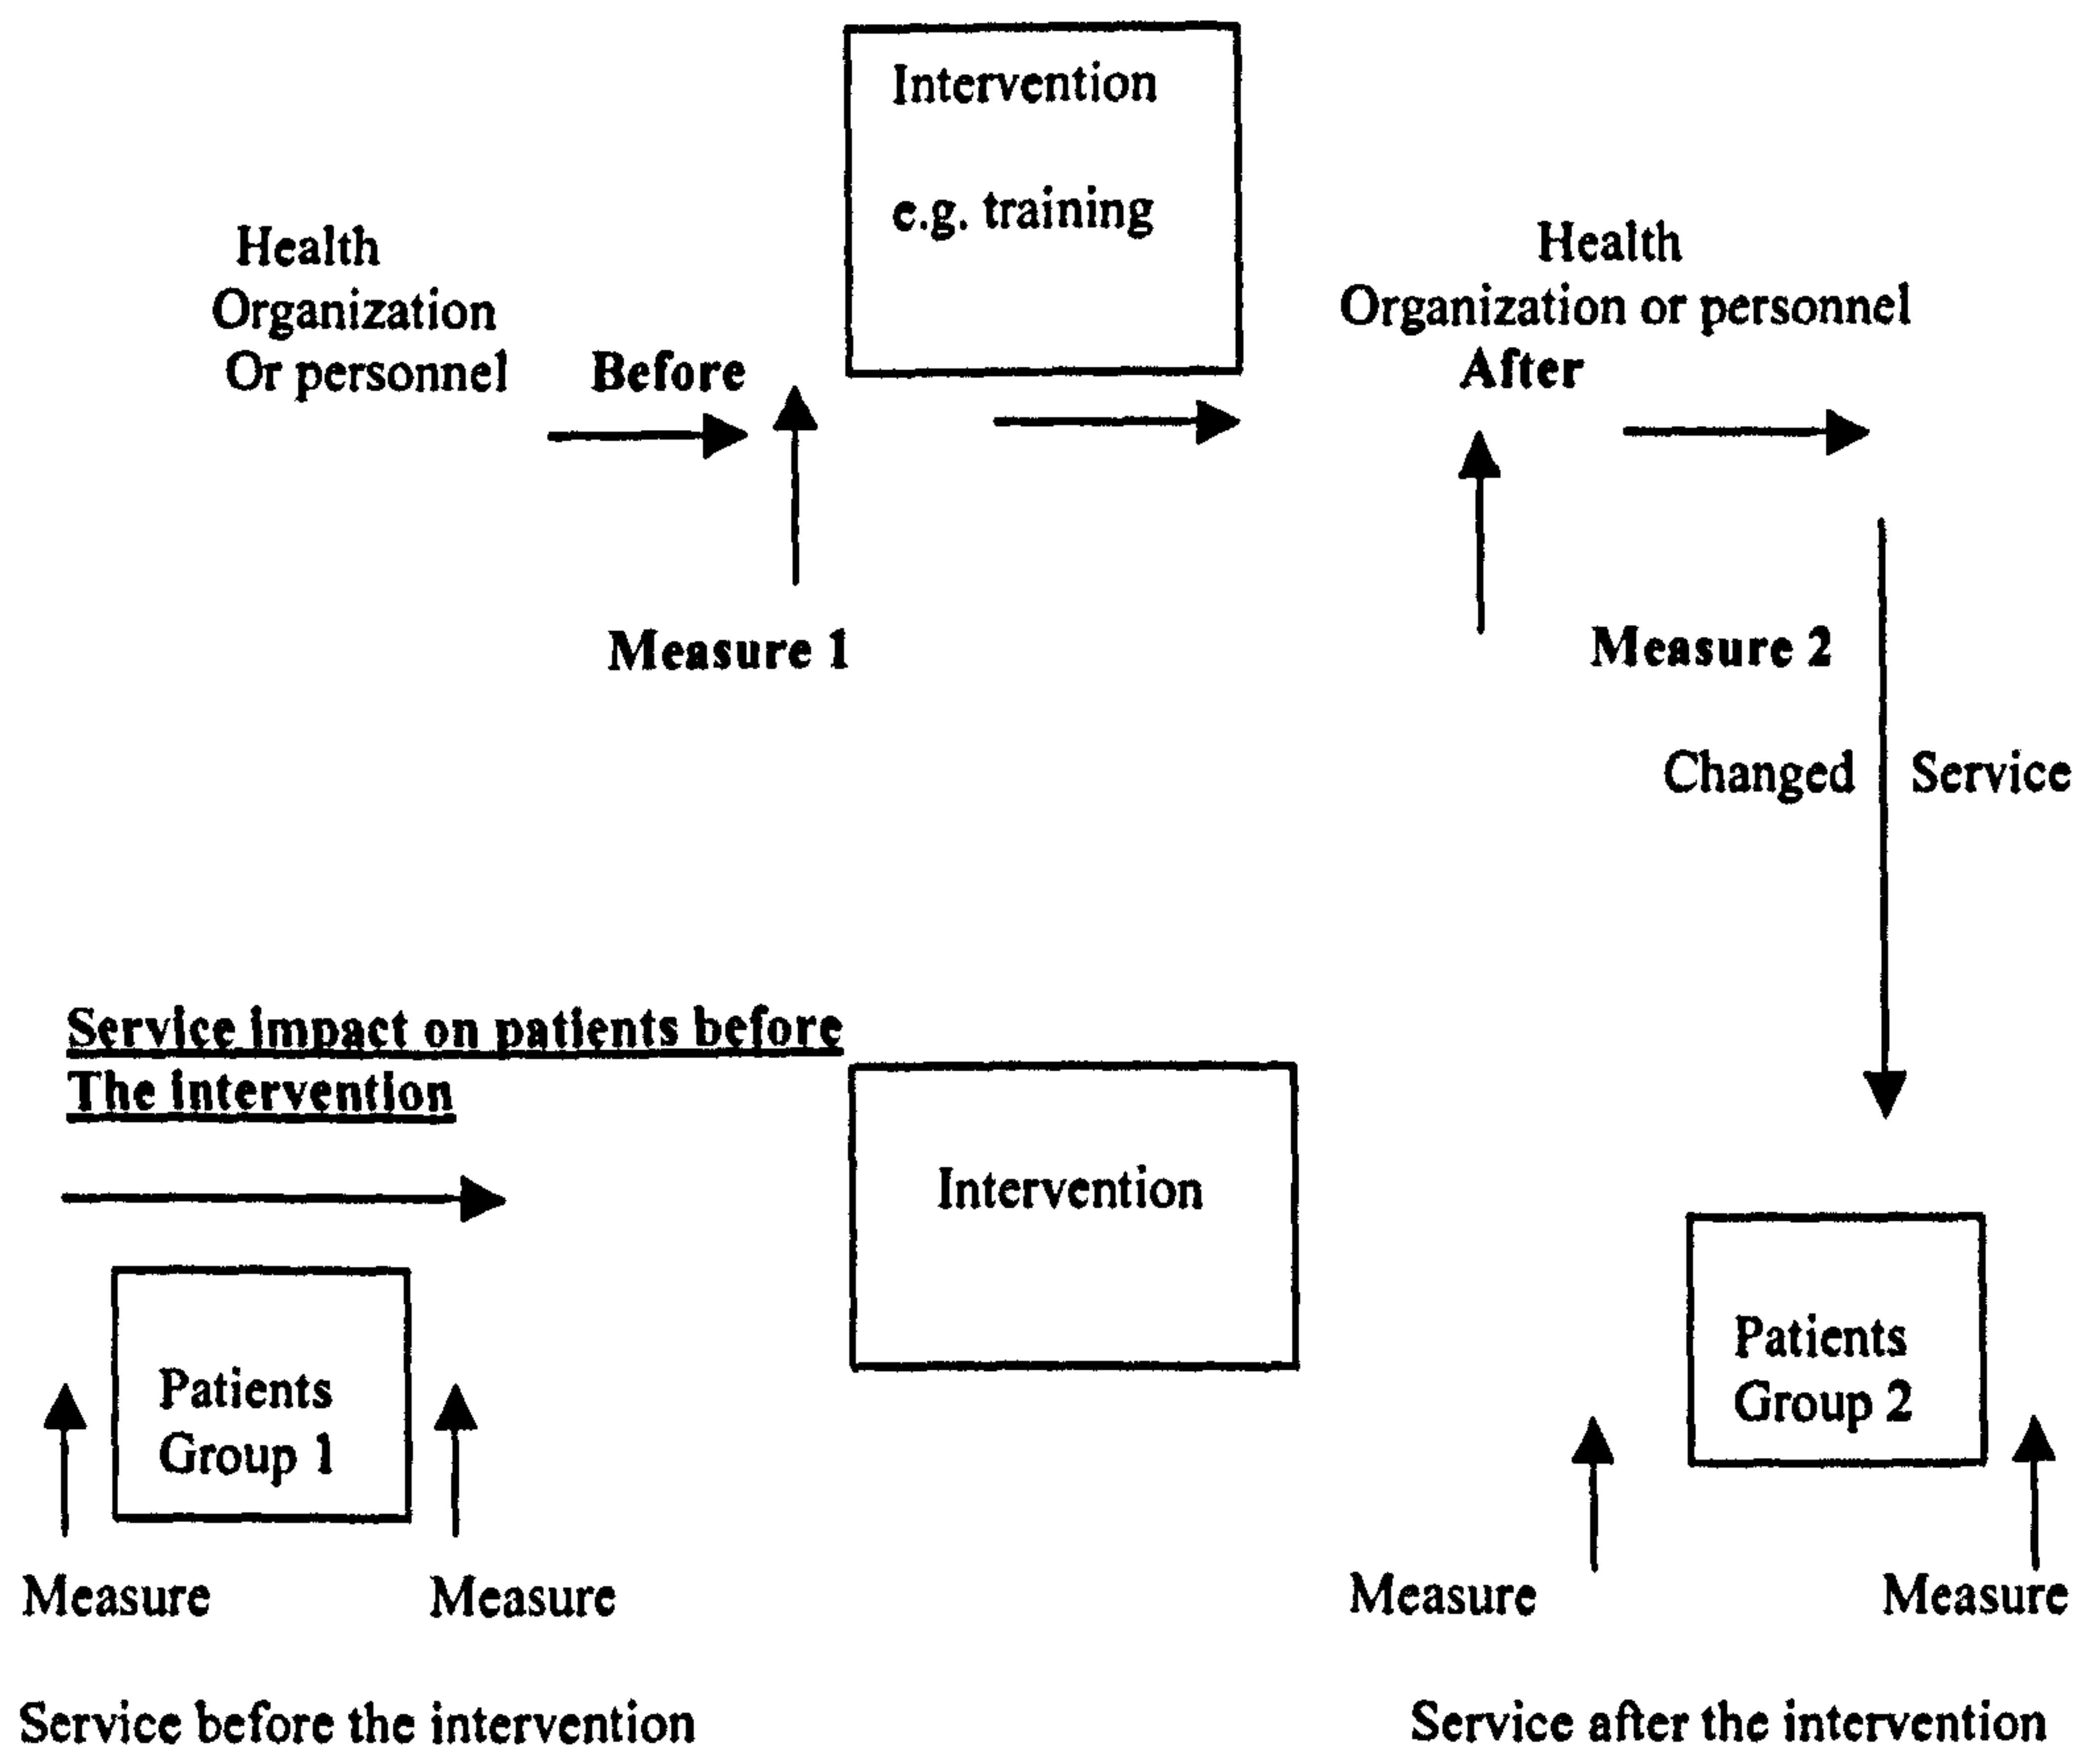 Intervention
e.g. training
Health
Organization
Or personnel
Before
Health
Organization or personnel
After
Measure 1
Measure 2
Changed Service
Service impact on patients before
The intervention
Intervention
Patients
Group 1
Patients
Group 2
Measure
Measure
Measure
Measure
Service before the intervention
Service after the intervention